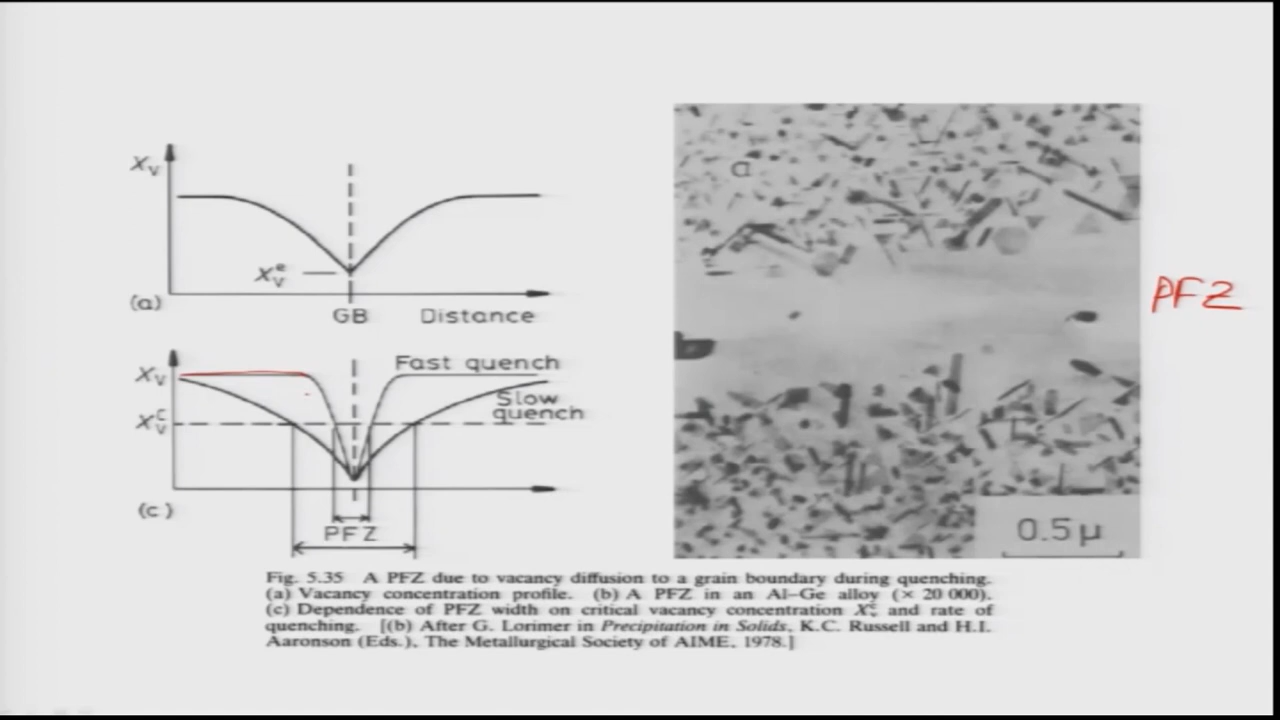 X_V
X_V^e
(a)
GB Distance
X_V
Fast quench
Slow
quench
X_V^C
(c)
PFZ
a
0.5 μ
PFZ
Fig. 5.35 A PFZ due to vacancy diffusion to a grain boundary during quenching.
(a) Vacancy concentration profile. (b) A PFZ in an Al–Ge alloy (× 20 000).
(c) Dependence of PFZ width on critical vacancy concentration X_v^c and rate of
quenching. [(b) After G. Lorimer in Precipitation in Solids, K.C. Russell and H.I.
Aaronson (Eds.), The Metallurgical Society of AIME, 1978.]